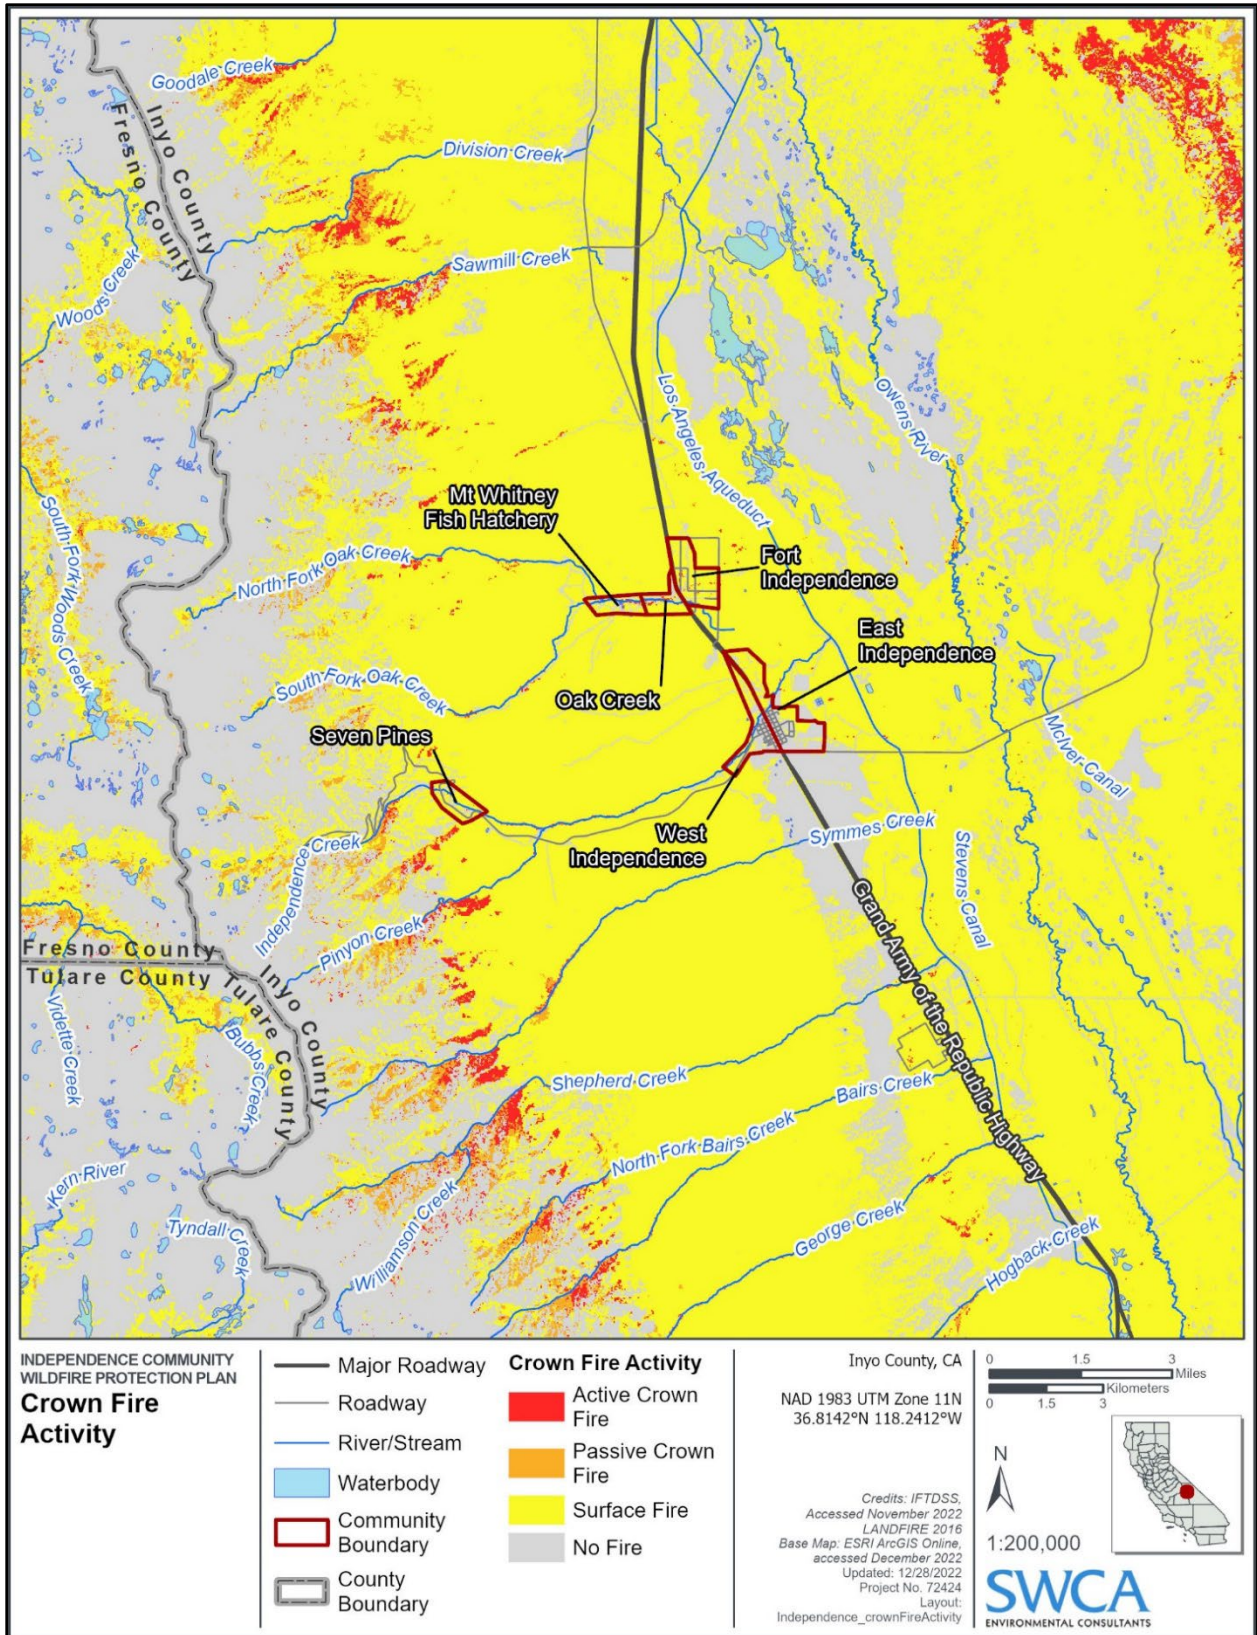 Goodale Creek
Inyo County
Fresno County
Division Creek
Sawmill Creek
Woods Creek
Owens River
Los Angeles Aqueduct
Mt Whitney
Fish Hatchery
South Fork Woods Creek
North Fork Oak Creek
Fort
Independence
East
Independence
South Fork Oak Creek
Oak Creek
Seven Pines
McIver Canal
West
Independence
Symmes Creek
Stevens Canal
Independence Creek
Pinyon Creek
Grand Army of the Republic Highway
Fresno County
Tulare County
Inyo County
Tulare County
Vidette Creek
Bubbs Creek
Shepherd Creek
Bairs Creek
North Fork Bairs Creek
Kern River
Tyndall Creek
Williamson Creek
George Creek
Hogback Creek
INDEPENDENCE COMMUNITY
WILDFIRE PROTECTION PLAN
Crown Fire
Activity
Major Roadway
Roadway
River/Stream
Waterbody
Community
Boundary
County
Boundary
Crown Fire Activity
Active Crown
Fire
Passive Crown
Fire
Surface Fire
No Fire
Inyo County, CA
NAD 1983 UTM Zone 11N
36.8142°N 118.2412°W
Credits: IFTDSS,
Accessed November 2022
LANDFIRE 2016
Base Map: ESRI ArcGIS Online,
accessed December 2022
Updated: 12/28/2022
Project No. 72424
Layout:
Independence_crownFireActivity
0 1.5 3
Miles
Kilometers
0 1.5 3
N
1:200,000
SWCA
ENVIRONMENTAL CONSULTANTS